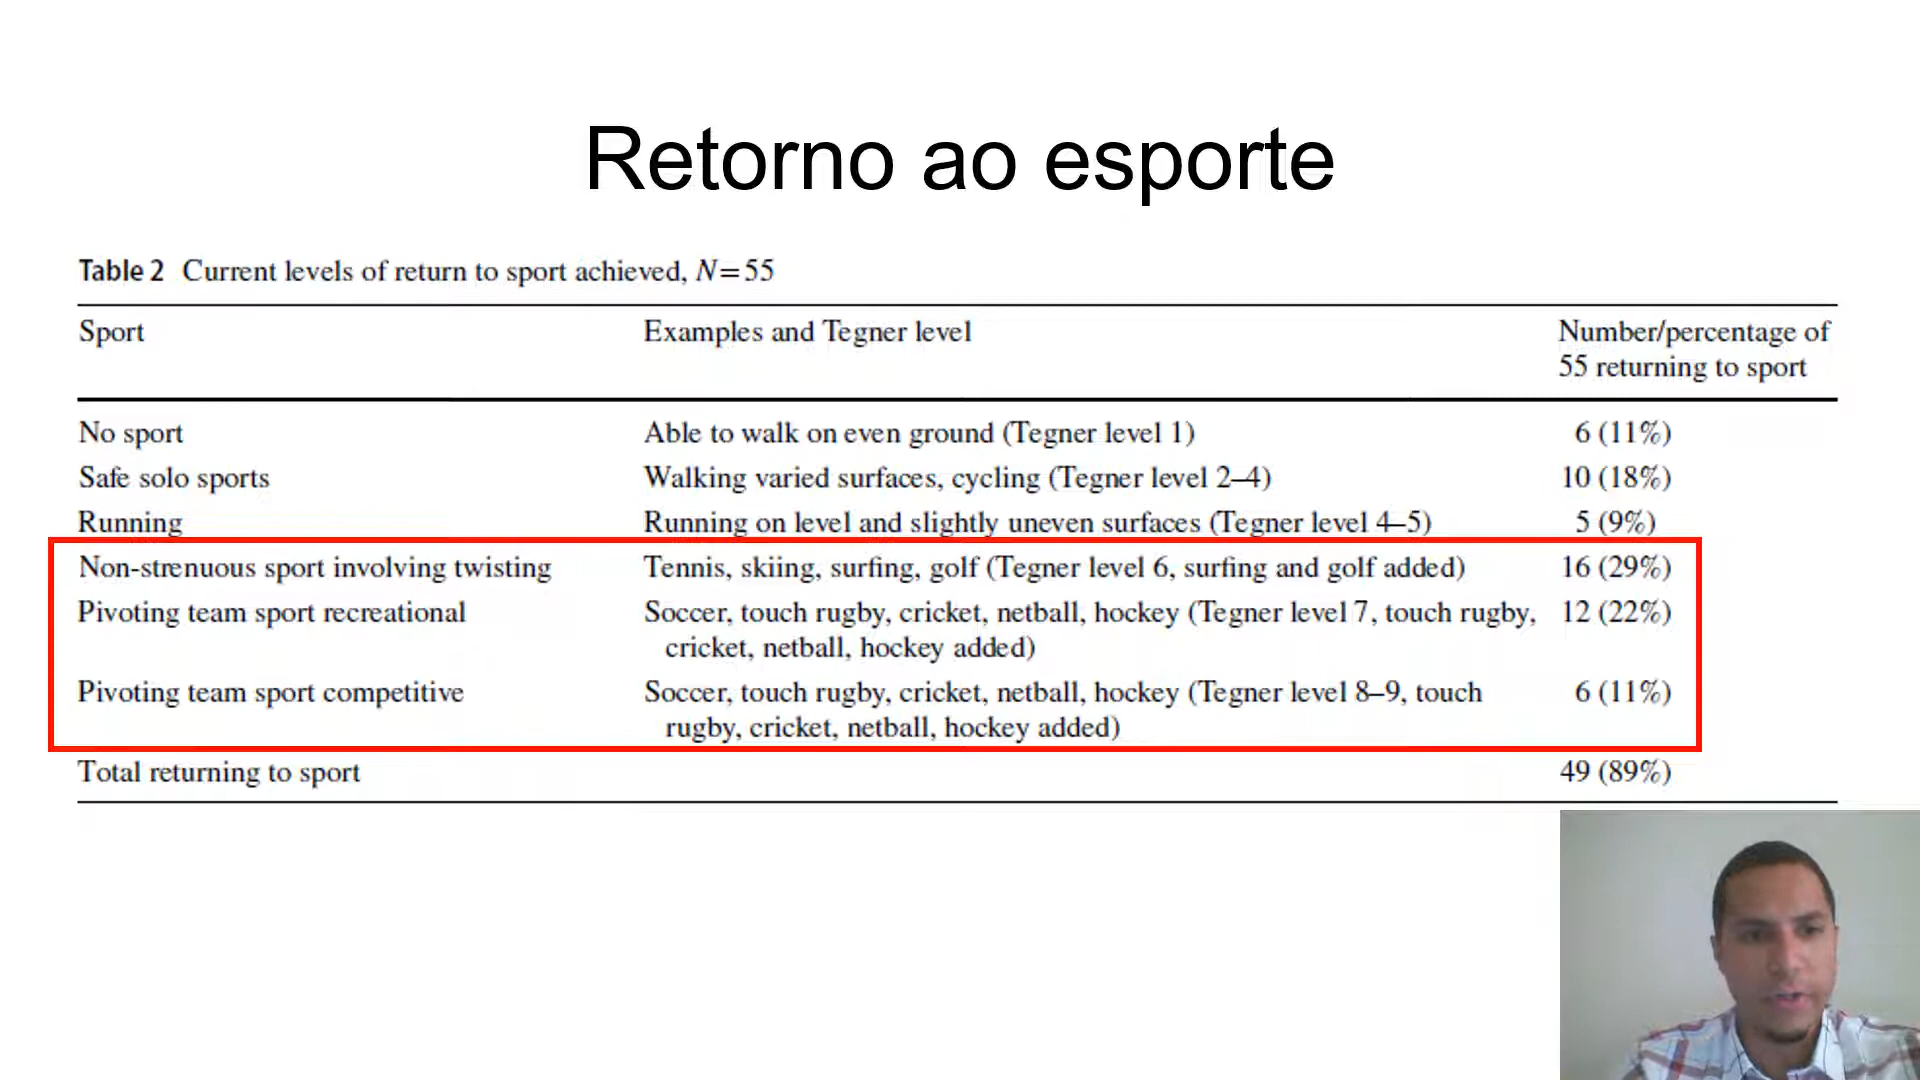 Retorno ao esporte
Table 2 Current levels of return to sport achieved, N=55
Sport Examples and Tegner level Number/percentage of
55 returning to sport
No sport Able to walk on even ground (Tegner level 1) 6 (11%)
Safe solo sports Walking varied surfaces, cycling (Tegner level 2–4) 10 (18%)
Running Running on level and slightly uneven surfaces (Tegner level 4–5) 5 (9%)
Non-strenuous sport involving twisting Tennis, skiing, surfing, golf (Tegner level 6, surfing and golf added) 16 (29%)
Pivoting team sport recreational Soccer, touch rugby, cricket, netball, hockey (Tegner level 7, touch rugby, 12 (22%)
cricket, netball, hockey added)
Pivoting team sport competitive Soccer, touch rugby, cricket, netball, hockey (Tegner level 8–9, touch 6 (11%)
rugby, cricket, netball, hockey added)
Total returning to sport 49 (89%)